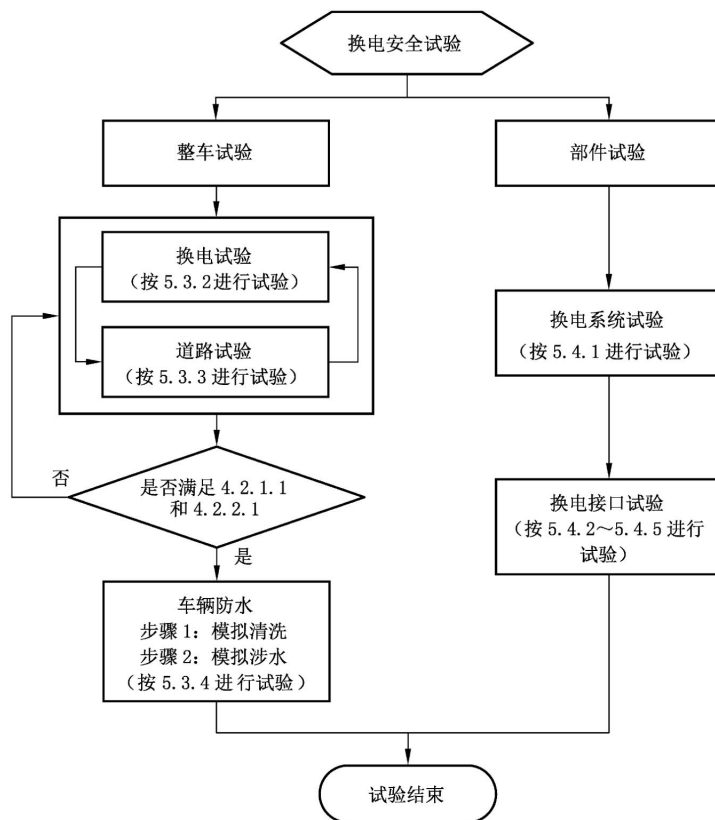 换电安全试验
整车试验
部件试验
换电试验
（按 5.3.2进行试验）
道路试验
（按 5.3.3 进行试验）
换电系统试验
（按 5.4.1 进行试验）
否
是否满足 4.2.1.1
和 4.2.2.1
是
换电接口试验
（按 5.4.2～5.4.5 进行
试验）
车辆防水
步骤 1：模拟清洗
步骤 2：模拟涉水
（按 5.3.4 进行试验）
试验结束